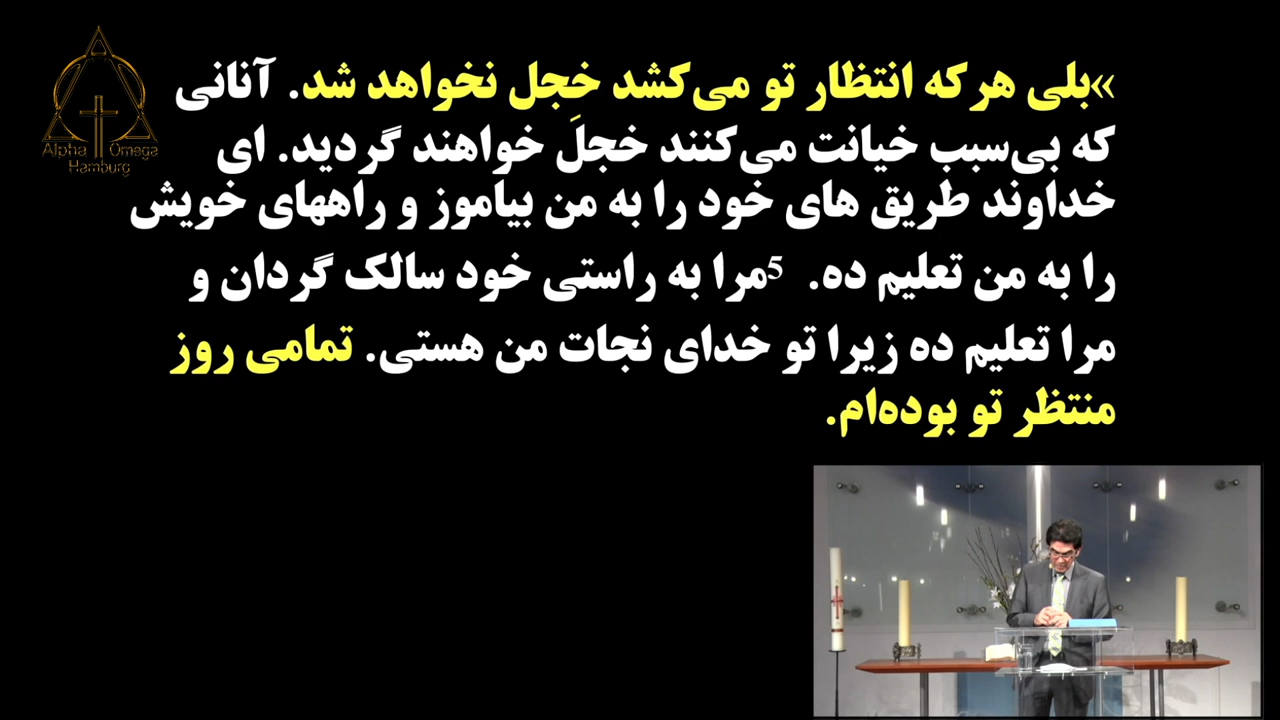 «بلی هرکه انتظار تو می‌کشد خجل نخواهد شد. آنانی
که بی‌سبب خیانت می‌کنند خجلَ خواهند گردید. ای
خداوند طریق های خود را به من بیاموز و راههای خویش
را به من تعلیم ده. 5مرا به راستی خود سالک گردان و
مرا تعلیم ده زیرا تو خدای نجات من هستی. تمامی روز
منتظر تو بوده‌ام.
Alpha Omega
Hamburg